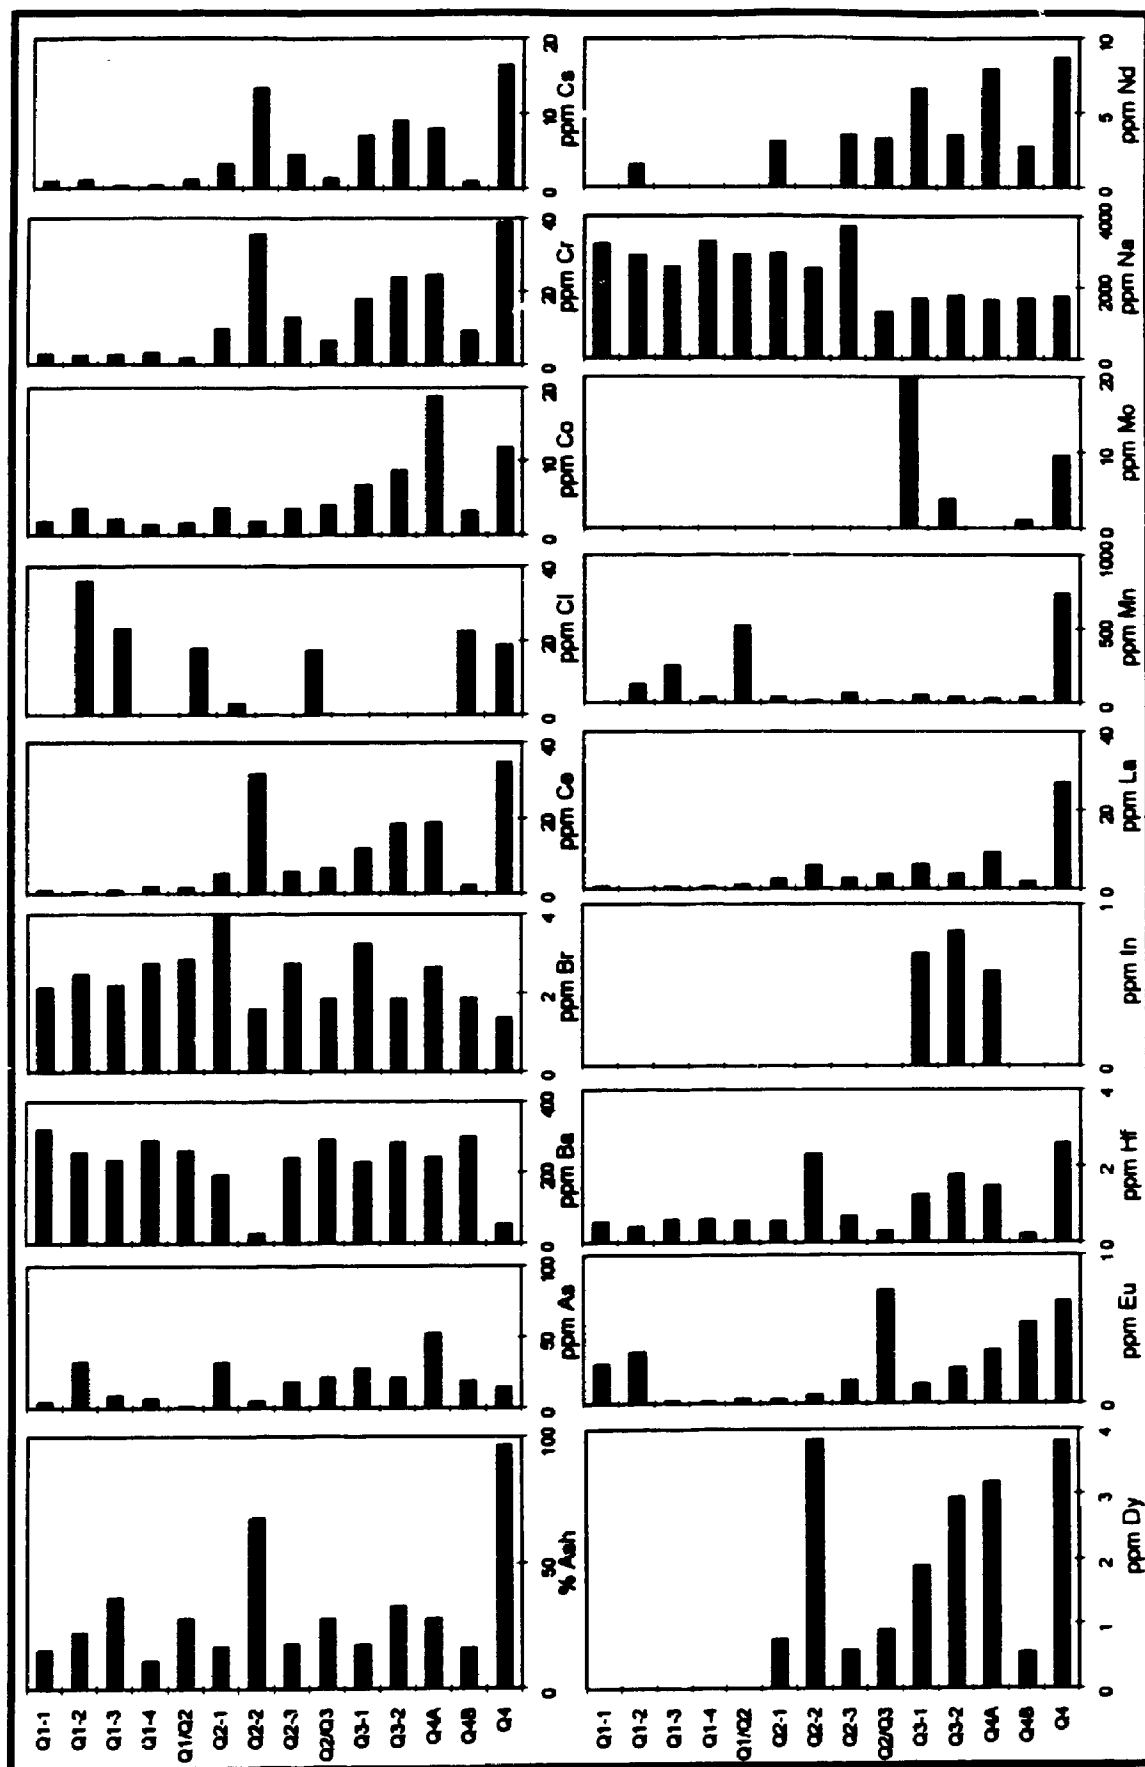 Q1-1
Q1-2
Q1-3
Q1-4
Q1/Q2
Q2-1
Q2-2
Q2-3
Q2/Q3
Q3-1
Q3-2
Q4A
Q4B
Q4
0 50 100
% Ash
0 50 100
ppm As
0 200 400
ppm Ba
0 2 4
ppm Br
0 20 40
ppm Ce
0 20 40
ppm Cl
0 10 20
ppm Co
0 20 40
ppm Cr
0 10 20
ppm Cs
Q1-1
Q1-2
Q1-3
Q1-4
Q1/Q2
Q2-1
Q2-2
Q2-3
Q2/Q3
Q3-1
Q3-2
Q4A
Q4B
Q4
0 1 2 3 4
ppm Dy
0 10
ppm Eu
0 2 4
ppm Hf
0 1
ppm In
0 20 40
ppm La
0 500 1000
ppm Mn
0 10 20
ppm Mo
0 2000 4000
ppm Na
0 5 10
ppm Nd